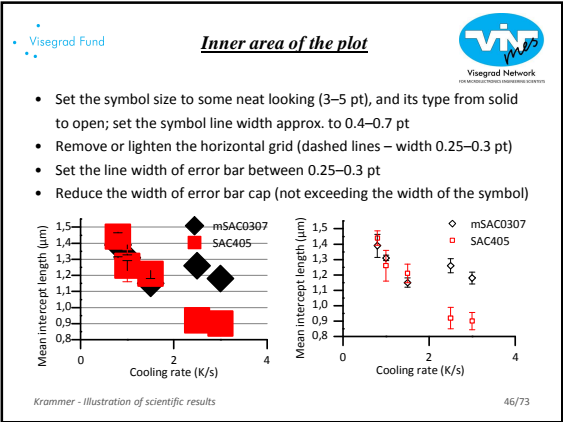 Visegrad Fund
Inner area of the plot
VIN
mes
Visegrad Network
FOR MICROELECTRONICS ENGINEERING SCIENTISTS
• Set the symbol size to some neat looking (3–5 pt), and its type from solid
to open; set the symbol line width approx. to 0.4–0.7 pt
• Remove or lighten the horizontal grid (dashed lines – width 0.25–0.3 pt)
• Set the line width of error bar between 0.25–0.3 pt
• Reduce the width of error bar cap (not exceeding the width of the symbol)
Mean intercept length (µm)
1,5
1,4
1,3
1,2
1,1
1,0
0,9
0,8
0
2
4
Cooling rate (K/s)
mSAC0307
SAC405
Mean intercept length (µm)
1,5
1,4
1,3
1,2
1,1
1,0
0,9
0,8
0
2
4
Cooling rate (K/s)
mSAC0307
SAC405
Krammer - Illustration of scientific results
46/73